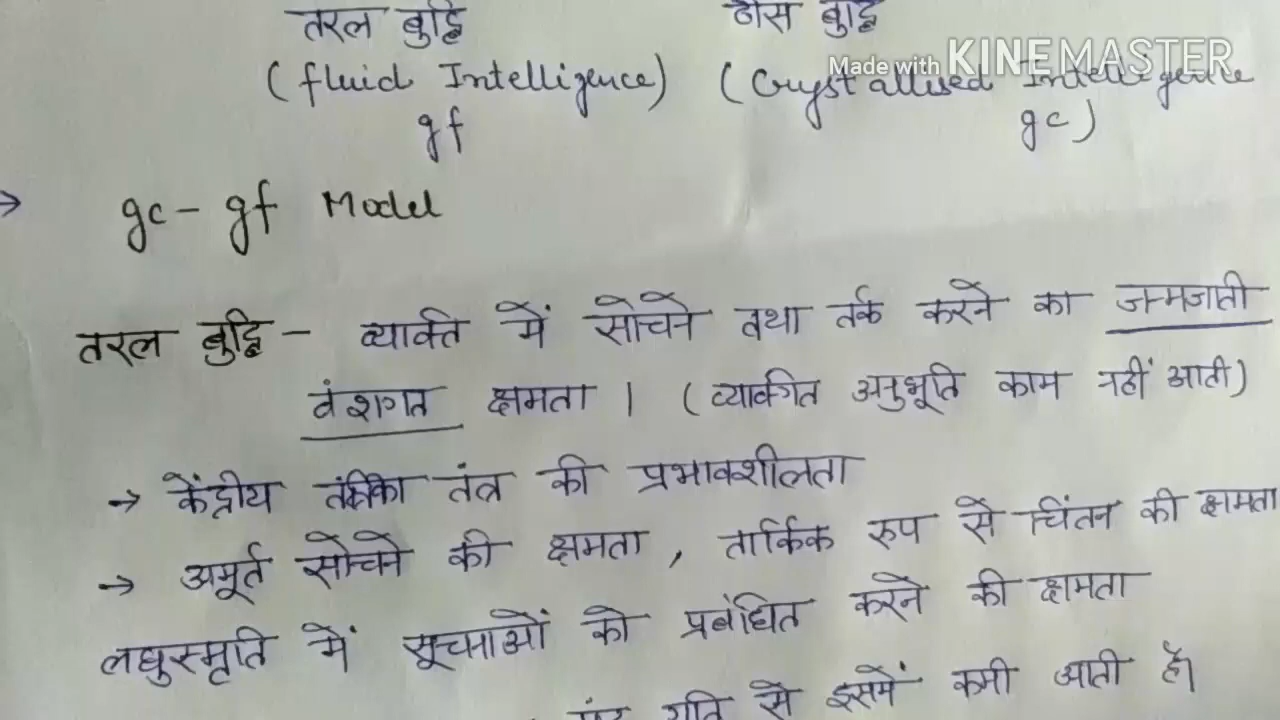 तरल बुद्धि ठोस बुद्धि
Made with KINEMASTER
(fluid Intelligence) (Crystallised Intelligence
gf gc)
→ gc - gf Model
तरल बुद्धि - व्यक्ति में सोचने तथा तर्क करने का जन्मजाती
वंशगत क्षमता । (व्यक्गित अनुभूति काम नहीं आती)
→ केंद्रीय तंत्रिका तंत्र की प्रभावशीलता
→ अमूर्त सोचने की क्षमता , तार्किक रूप से चिंतन की क्षमता
लघुस्मृति में सूचनाओं को प्रबंधित करने की क्षमता
गति से इसमें कमी आती है।